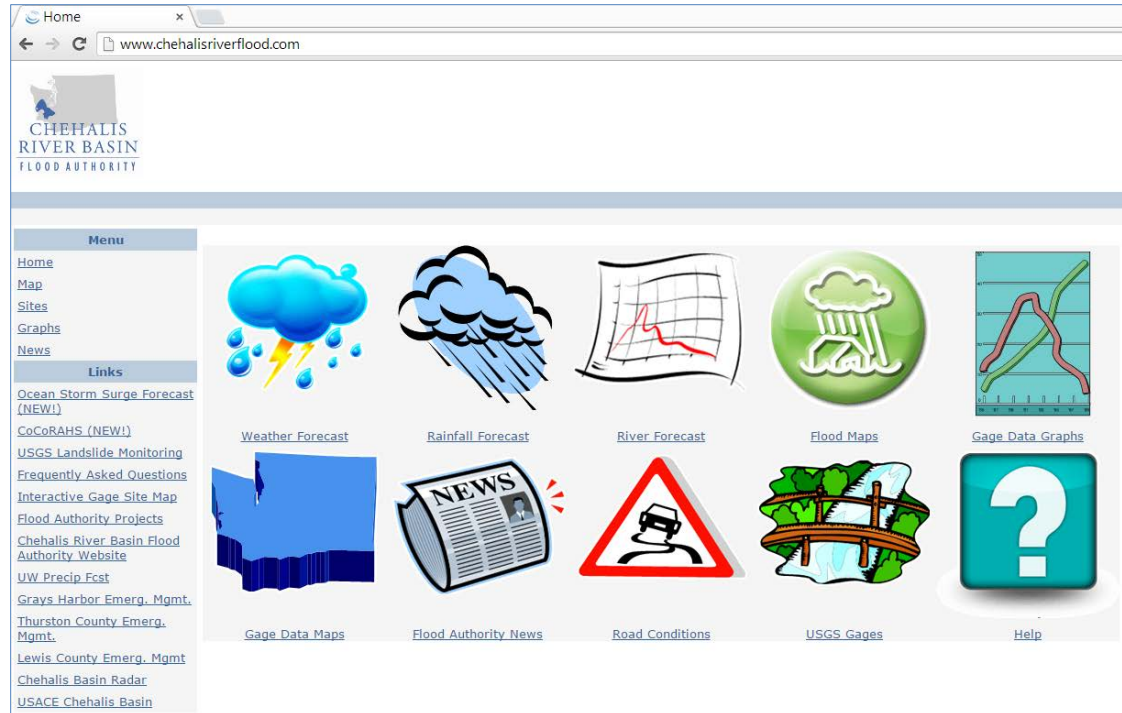 Home
www.chehalisriverflood.com
CHEHALIS
RIVER BASIN
FLOOD AUTHORITY
Menu
Home
Map
Sites
Graphs
News
Links
Ocean Storm Surge Forecast
(NEW!)
CoCoRAHS (NEW!)
USGS Landslide Monitoring
Frequently Asked Questions
Interactive Gage Site Map
Flood Authority Projects
Chehalis River Basin Flood
Authority Website
UW Precip Fcst
Grays Harbor Emerg. Mgmt.
Thurston County Emerg.
Mgmt.
Lewis County Emerg. Mgmt
Chehalis Basin Radar
USACE Chehalis Basin
Weather Forecast
Rainfall Forecast
River Forecast
Flood Maps
Gage Data Graphs
NEWS
?
Gage Data Maps
Flood Authority News
Road Conditions
USGS Gages
Help